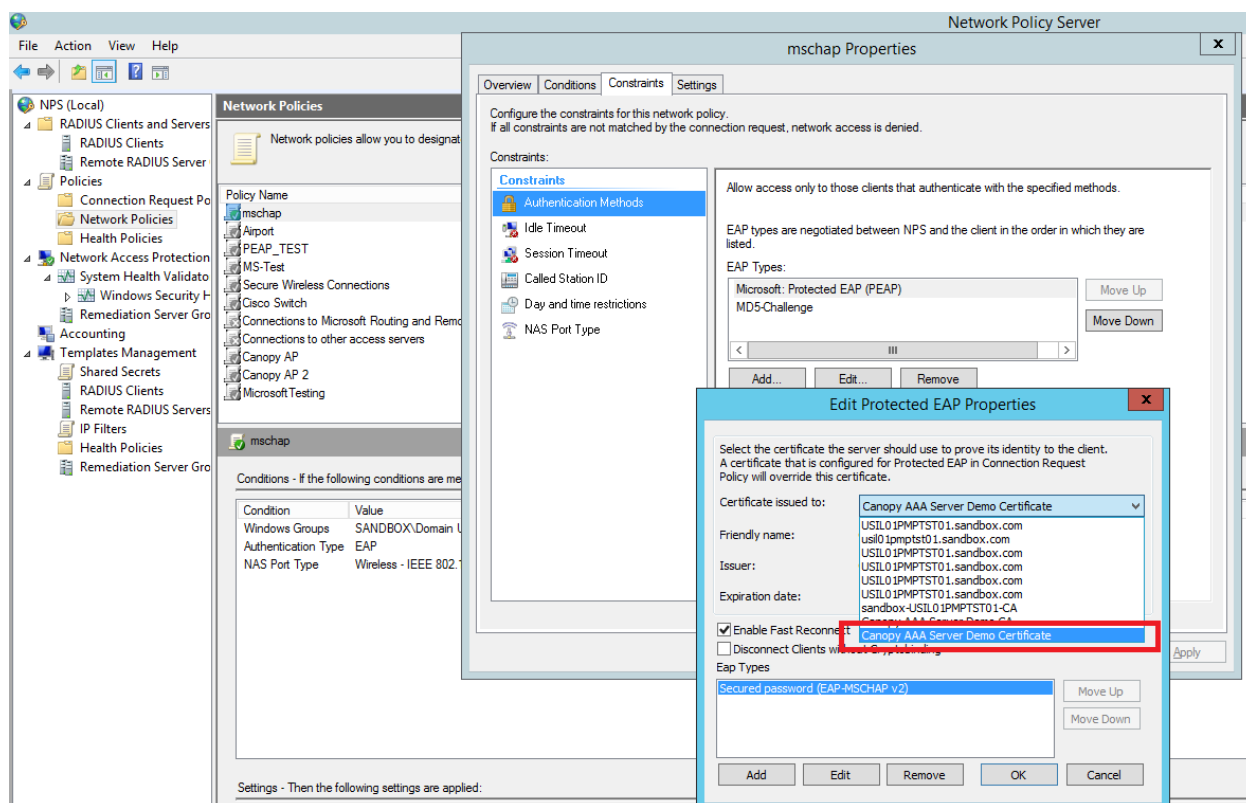 Network Policy Server
File Action View Help
NPS (Local)
RADIUS Clients and Servers
RADIUS Clients
Remote RADIUS Server
Policies
Connection Request Po
Network Policies
Health Policies
Network Access Protection
System Health Validato
Windows Security H
Remediation Server Gro
Accounting
Templates Management
Shared Secrets
RADIUS Clients
Remote RADIUS Servers
IP Filters
Health Policies
Remediation Server Gro
Network Policies
Network policies allow you to designat
Policy Name
mschap
Airport
PEAP_TEST
MS-Test
Secure Wireless Connections
Cisco Switch
Connections to Microsoft Routing and Remo
Connections to other access servers
Canopy AP
Canopy AP 2
MicrosoftTesting
mschap
Conditions - If the following conditions are me
Condition Value
Windows Groups SANDBOX\Domain U
Authentication Type EAP
NAS Port Type Wireless - IEEE 802.1
Settings - Then the following settings are applied:
mschap Properties
x
Overview Conditions Constraints Settings
Configure the constraints for this network policy.
If all constraints are not matched by the connection request, network access is denied.
Constraints:
Constraints
Authentication Methods
Idle Timeout
Session Timeout
Called Station ID
Day and time restrictions
NAS Port Type
Allow access only to those clients that authenticate with the specified methods.
EAP types are negotiated between NPS and the client in the order in which they are
listed.
EAP Types:
Microsoft: Protected EAP (PEAP)
MD5-Challenge
Move Up
Move Down
Add... Edit... Remove
Apply
Edit Protected EAP Properties
x
Select the certificate the server should use to prove its identity to the client.
A certificate that is configured for Protected EAP in Connection Request
Policy will override this certificate.
Certificate issued to: Canopy AAA Server Demo Certificate
Friendly name:
Issuer:
Expiration date:
USIL01PMPTST01.sandbox.com
usil01pmptst01.sandbox.com
USIL01PMPTST01.sandbox.com
USIL01PMPTST01.sandbox.com
USIL01PMPTST01.sandbox.com
USIL01PMPTST01.sandbox.com
sandbox-USIL01PMPTST01-CA
Canopy AAA Server Demo CA
Canopy AAA Server Demo Certificate
Enable Fast Reconnect
Disconnect Clients without Cryptobinding
Eap Types
Secured password (EAP-MSCHAP v2)
Move Up
Move Down
Add Edit Remove OK Cancel